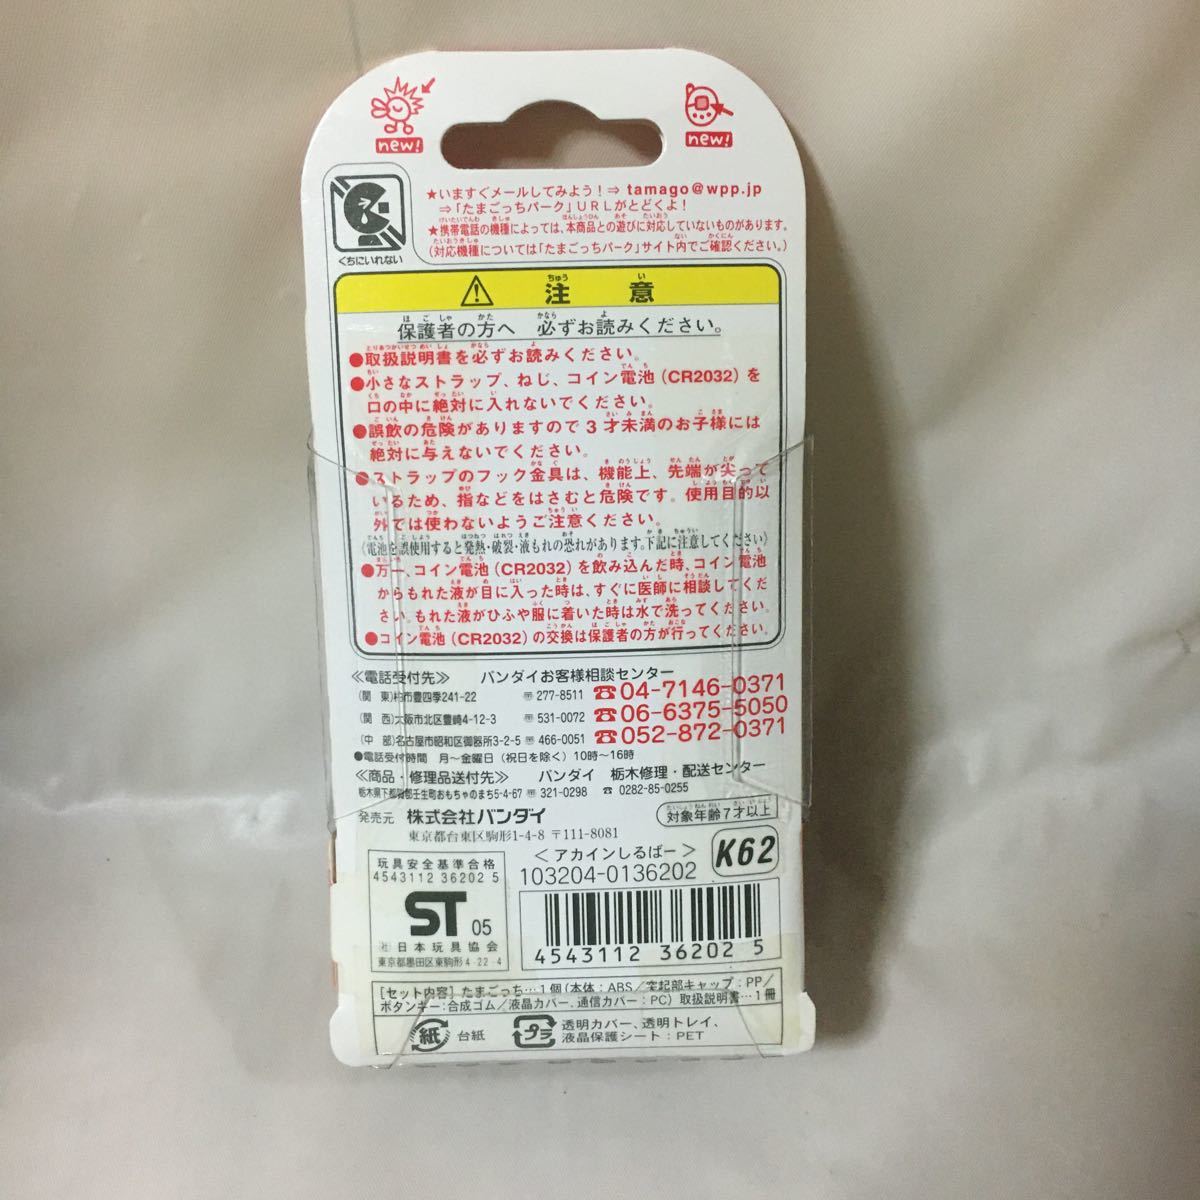 new!
new!
★いますぐメールしてみよう！⇒ tamago@wpp.jp
⇒「たまごっちパーク」ＵＲＬがとどくよ！
★携帯電話の機種によっては、本商品との遊びに対応していないものがあります。
（対応機種については「たまごっちパーク」サイト内でご確認ください。）
くちにいれない
注意
保護者の方へ 必ずお読みください。
●取扱説明書を必ずお読みください。
●小さなストラップ、ねじ、コイン電池（CR2032）を
口の中に絶対に入れないでください。
●誤飲の危険がありますので３才未満のお子様には
絶対に与えないでください。
●ストラップのフック金具は、機能上、先端が尖って
いるため、指などをはさむと危険です。使用目的以
外では使わないようご注意ください。
（電池を誤使用すると発熱・破裂・液もれの恐れがあります。下記に注意してください）
●万一、コイン電池（CR2032）を飲み込んだ時、コイン電池
からもれた液が目に入った時は、すぐに医師に相談してくだ
さい。もれた液がひふや服に着いた時は水で洗ってください。
●コイン電池（CR2032）の交換は保護者の方が行ってください。
≪電話受付先≫ バンダイお客様相談センター
（関 東）柏市豊四季241-22 〒277-8511 ☎04-7146-0371
（関 西）大阪市北区豊崎4-12-3 〒531-0072 ☎06-6375-5050
（中 部）名古屋市昭和区御器所3-2-5 〒466-0051 ☎052-872-0371
●電話受付時間 月～金曜日（祝日を除く）10時～16時
≪商品・修理品送付先≫ バンダイ 栃木修理・配送センター
栃木県下都賀郡壬生町おもちゃのまち5-4-67 〒321-0298 ☎ 0282-85-0255
発売元 株式会社バンダイ
東京都台東区駒形1-4-8 〒111-8081
対象年齢７才以上
＜アカインしるばー＞
K62
103204-0136202
玩具安全基準合格
4543112 36202 5
ST 05
(社)日本玩具協会
東京都墨田区東駒形4-22-4
4543112 36202 5
［セット内容］たまごっち…１個（本体：ABS／突起部キャップ：PP／
ボタンキー：合成ゴム／液晶カバー、通信カバー：PC）取扱説明書…１冊
紙 台紙
プラ 透明カバー、透明トレイ、
液晶保護シート：PET